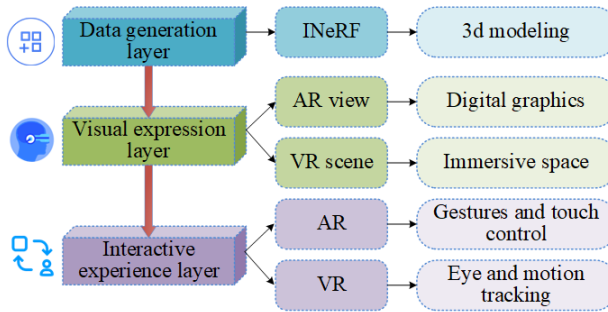 Data generation
layer
INeRF
3d modeling
Visual expression
layer
AR view
Digital graphics
VR scene
Immersive space
Interactive
experience layer
AR
Gestures and touch
control
VR
Eye and motion
tracking